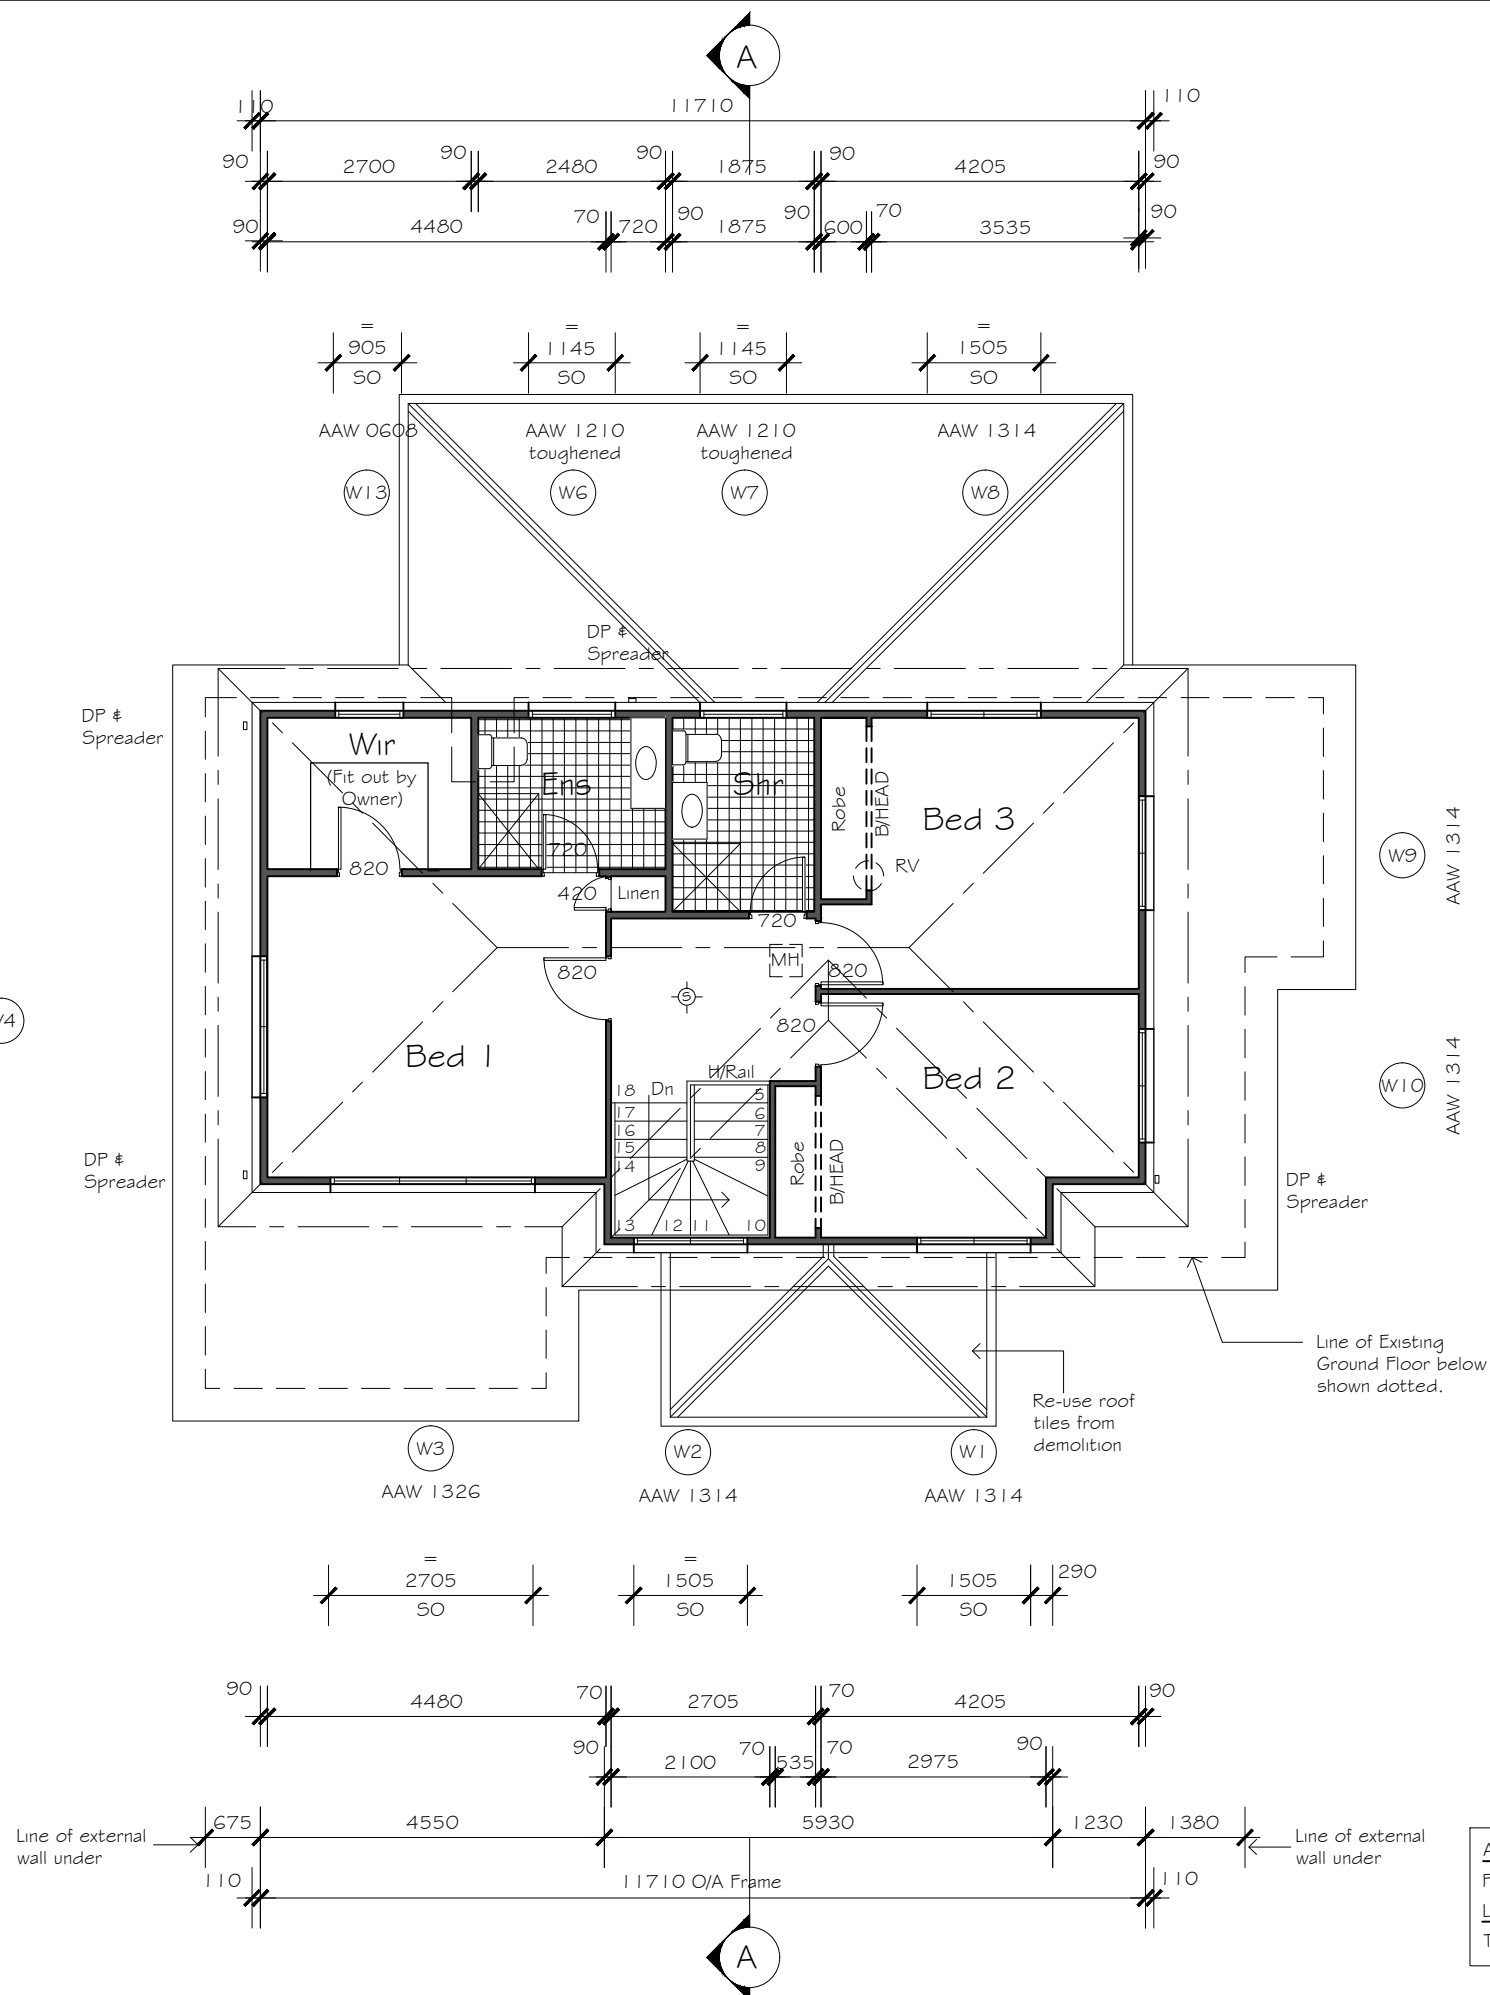 A
110
11710
110
90
2700
90
2480
90
1875
90
4205
90
90
4480
70
720
90
1875
90
600
70
3535
90
=
905
SO
=
1145
SO
=
1145
SO
=
1505
SO
AAW 0608
AAW 1210
toughened
AAW 1210
toughened
AAW 1314
W13
W6
W7
W8
DP &
Spreader
DP &
Spreader
Wir
(Fit out by
Owner)
820
Ens
720
420
Linen
Shr
720
Robe
B/HEAD
RV
Bed 3
820
W9
AAW 1314
MH
820
S
Bed 1
820
Bed 2
W10
AAW 1314
H/Rail
Dn
18
17
16
15
14
13
12
11
10
5
6
7
8
9
Robe
B/HEAD
DP &
Spreader
DP &
Spreader
Line of Existing
Ground Floor below
shown dotted.
Re-use roof
tiles from
demolition
W3
AAW 1326
W2
AAW 1314
W1
AAW 1314
=
2705
SO
=
1505
SO
1505
SO
290
90
4480
70
2705
70
4205
90
90
2100
70
535
70
2975
90
Line of external
wall under
675
4550
5930
1230
1380
Line of external
wall under
110
11710 O/A Frame
110
A